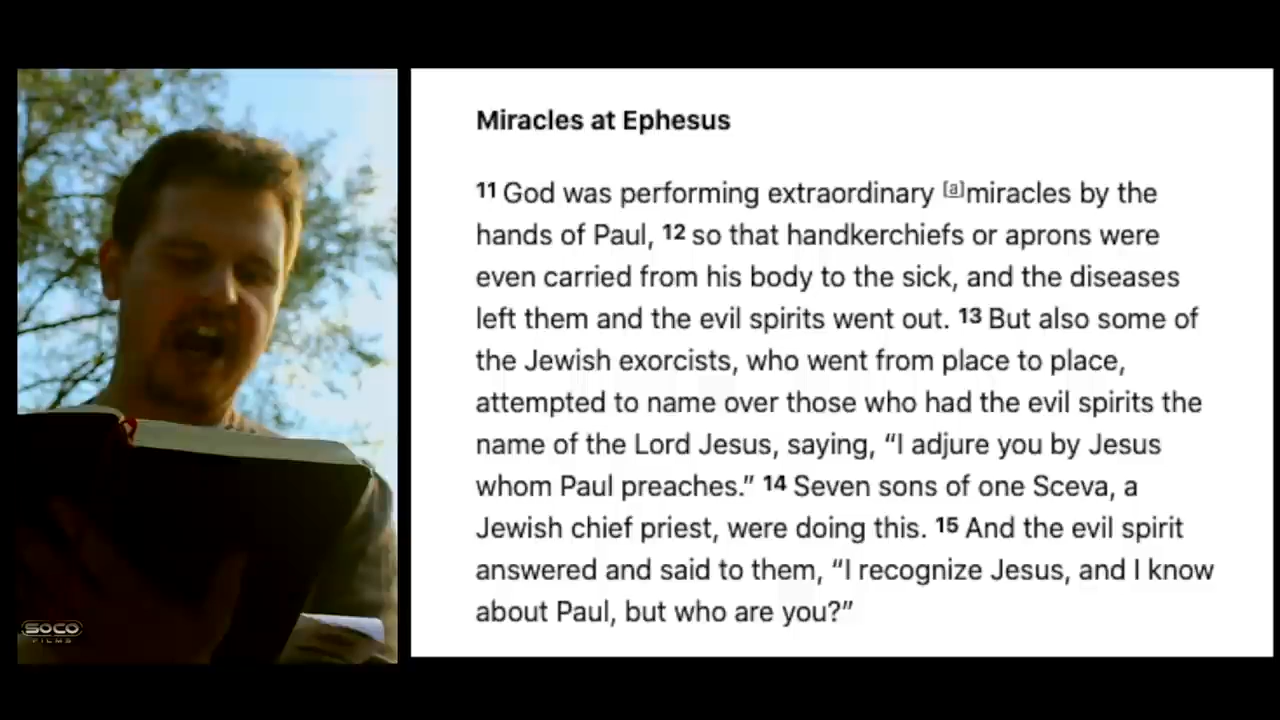 Miracles at Ephesus
11 God was performing extraordinary [a]miracles by the
hands of Paul, 12 so that handkerchiefs or aprons were
even carried from his body to the sick, and the diseases
left them and the evil spirits went out. 13 But also some of
the Jewish exorcists, who went from place to place,
attempted to name over those who had the evil spirits the
name of the Lord Jesus, saying, “I adjure you by Jesus
whom Paul preaches.” 14 Seven sons of one Sceva, a
Jewish chief priest, were doing this. 15 And the evil spirit
answered and said to them, “I recognize Jesus, and I know
about Paul, but who are you?”
SOCO
FILMS